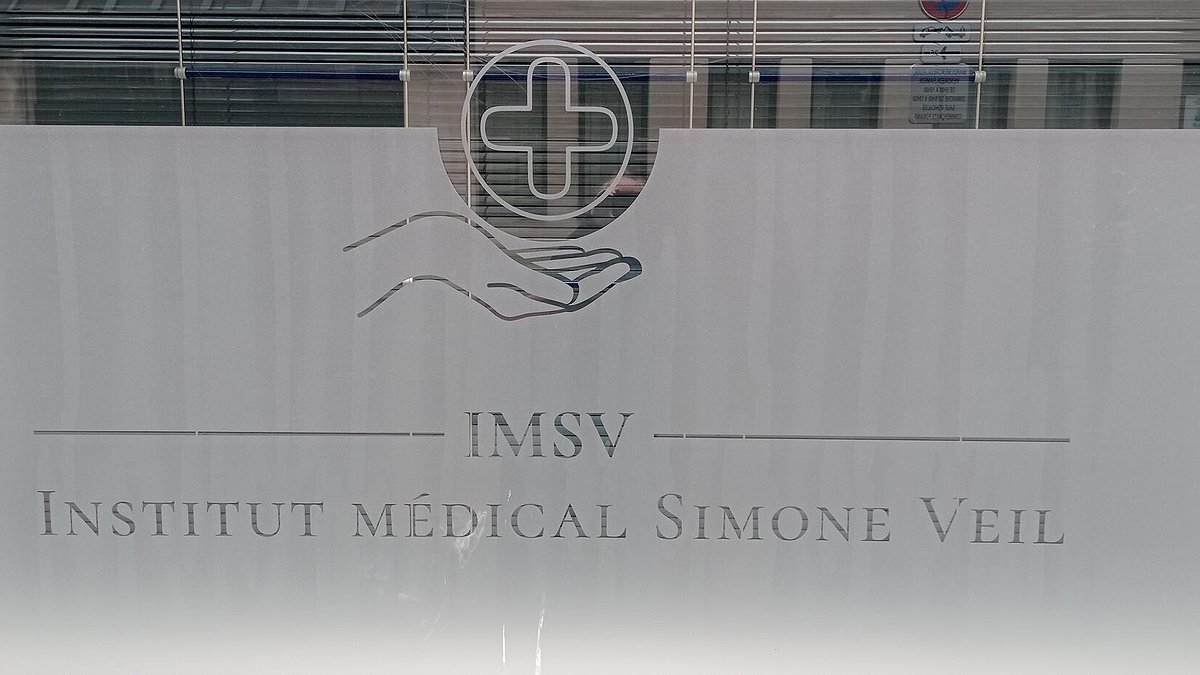 IMSV
INSTITUT MÉDICAL SIMONE VEIL